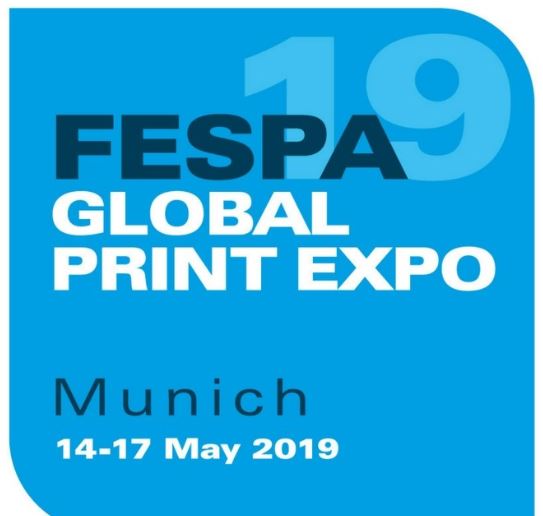 19
FESPA
GLOBAL
PRINT EXPO
Munich
14-17 May 2019